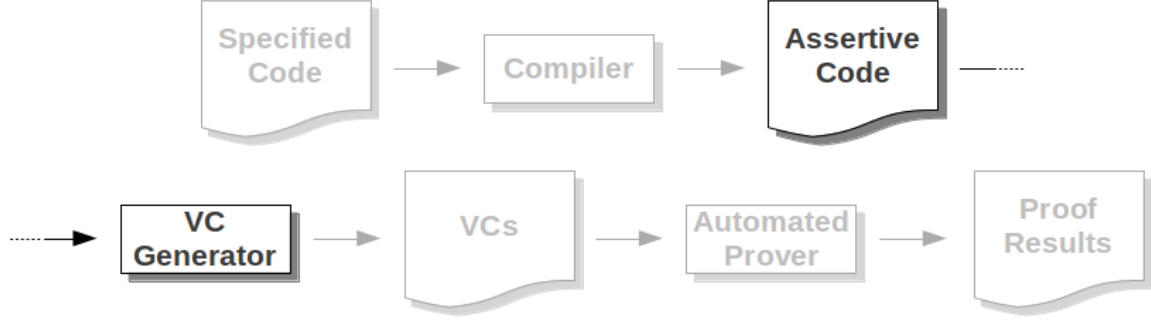 Specified
Code
Compiler
Assertive
Code
VC
Generator
VCs
Automated
Prover
Proof
Results